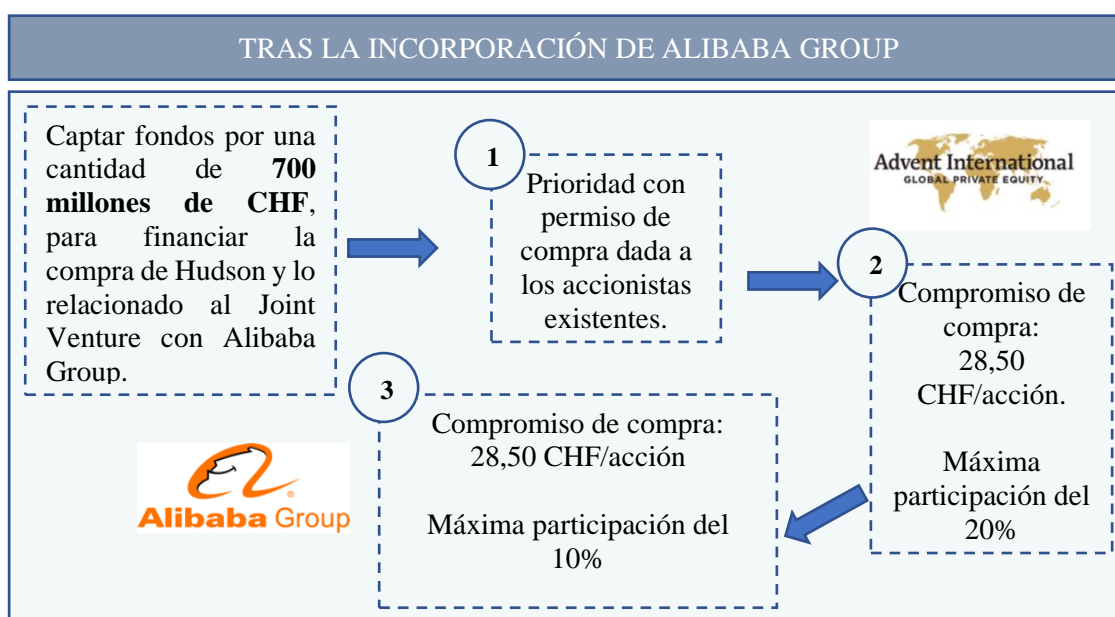 TRAS LA INCORPORACIÓN DE ALIBABA GROUP
Captar fondos por una
cantidad de 700
millones de CHF,
para financiar la
compra de Hudson y lo
relacionado al Joint
Venture con Alibaba
Group.
1
Prioridad con
permiso de
compra dada a
los accionistas
existentes.
Advent International
GLOBAL PRIVATE EQUITY
2
Compromiso de
compra:
28,50
CHF/acción.
Máxima
participación del
20%
3
Compromiso de compra:
28,50 CHF/acción
Máxima participación del
10%
Alibaba Group